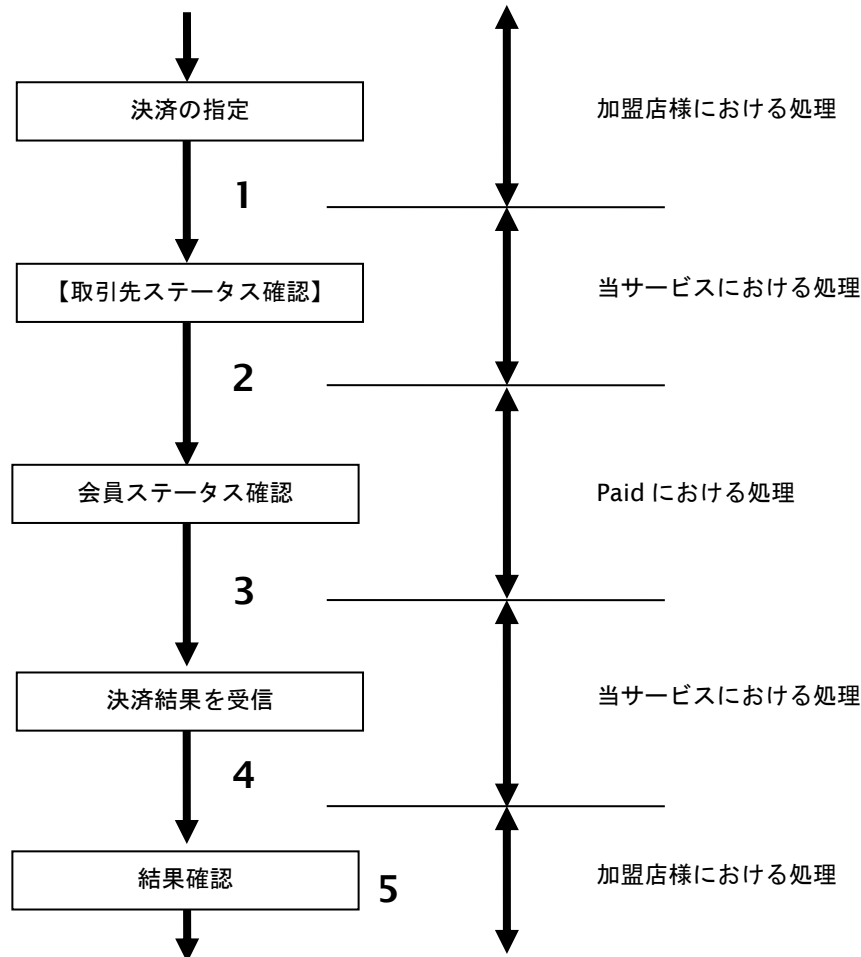 決済の指定
加盟店様における処理
1
【取引先ステータス確認】
当サービスにおける処理
2
会員ステータス確認
Paid における処理
3
決済結果を受信
当サービスにおける処理
4
結果確認
5
加盟店様における処理